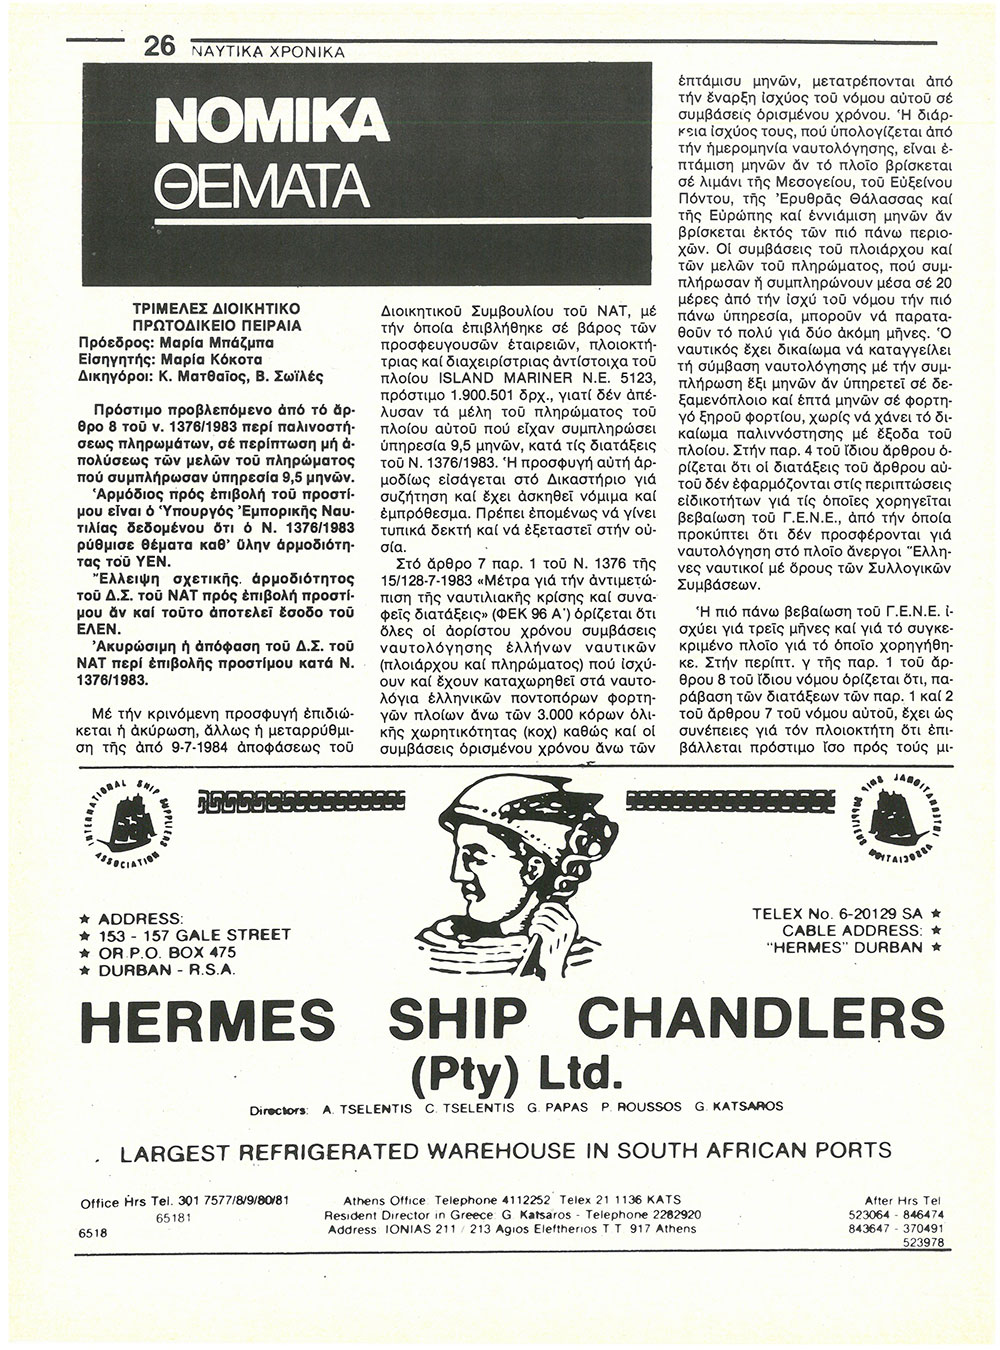 26 ΝΑΥΤΙΚΑ ΧΡΟΝΙΚΑ
ΝΟΜΙΚΑ
ΘΕΜΑΤΑ
ΤΡΙΜΕΛΕΣ ΔΙΟΙΚΗΤΙΚΟ
ΠΡΩΤΟΔΙΚΕΙΟ ΠΕΙΡΑΙΑ
Πρόεδρος: Μαρία Μπάζμπα
Εἰσηγητής: Μαρία Κόκοτα
Δικηγόροι: Κ. Ματθαῖος, Β. Σωϊλές
Πρόστιμο προβλεπόμενο ἀπό τό ἄρ-
θρο 8 τοῦ ν. 1376/1983 περί παλινοστή-
σεως πληρωμάτων, σέ περίπτωση μή ἀ-
πολύσεως τῶν μελῶν τοῦ πληρώματος
πού συμπλήρωσαν ὑπηρεσία 9,5 μηνῶν.
Ἁρμόδιος πρός ἐπιβολή τοῦ προστί-
μου εἶναι ὁ Ὑπουργός Ἐμπορικῆς Ναυ-
τιλίας δεδομένου ὅτι ὁ Ν. 1376/1983
ρύθμισε θέματα καθ' ὕλην ἁρμοδιότη-
τας τοῦ ΥΕΝ.
Ἔλλειψη σχετικῆς ἁρμοδιότητος
τοῦ Δ.Σ. τοῦ ΝΑΤ πρός ἐπιβολή προστί-
μου ἄν καί τοῦτο ἀποτελεῖ ἔσοδο τοῦ
ΕΛΕΝ.
Ἀκυρώσιμη ἡ ἀπόφαση τοῦ Δ.Σ. τοῦ
ΝΑΤ περί ἐπιβολῆς προστίμου κατά Ν.
1376/1983.
Μέ τήν κρινόμενη προσφυγή ἐπιδιώ-
κεται ἡ ἀκύρωση, ἄλλως ἡ μεταρρύθμι-
ση τῆς ἀπό 9-7-1984 ἀποφάσεως τοῦ
Διοικητικοῦ Συμβουλίου τοῦ ΝΑΤ, μέ
τήν ὁποία ἐπιβλήθηκε σέ βάρος τῶν
προσφευγουσῶν ἑταιρειῶν, πλοιοκτή-
τριας καί διαχειρίστριας ἀντίστοιχα τοῦ
πλοίου ISLAND MARINER N.E. 5123,
πρόστιμο 1.900.501 δρχ., γιατί δέν ἀπέ-
λυσαν τά μέλη τοῦ πληρώματος τοῦ
πλοίου αὐτοῦ πού εἶχαν συμπληρώσει
ὑπηρεσία 9,5 μηνῶν, κατά τίς διατάξεις
τοῦ Ν. 1376/1983. Ἡ προσφυγή αὐτή ἁρ-
μοδίως εἰσάγεται στό Δικαστήριο γιά
συζήτηση καί ἔχει ἀσκηθεῖ νόμιμα καί
ἐμπρόθεσμα. Πρέπει ἑπομένως νά γίνει
τυπικά δεκτή καί νά ἐξεταστεῖ στήν οὐ-
σία.
Στό ἄρθρο 7 παρ. 1 τοῦ Ν. 1376 τῆς
15/128-7-1983 «Μέτρα γιά τήν ἀντιμετώ-
πιση τῆς ναυτιλιακῆς κρίσης καί συνα-
φεῖς διατάξεις» (ΦΕΚ 96 Α΄) ὁρίζεται ὅτι
ὅλες οἱ ἀορίστου χρόνου συμβάσεις
ναυτολόγησης ἑλλήνων ναυτικῶν
(πλοιάρχου καί πληρώματος) πού ἰσχύ-
ουν καί ἔχουν καταχωρηθεῖ στά ναυτο-
λόγια ἑλληνικῶν ποντοπόρων φορτη-
γῶν πλοίων ἄνω τῶν 3.000 κόρων ὁλι-
κῆς χωρητικότητας (κοχ) καθώς καί οἱ
συμβάσεις ὁρισμένου χρόνου ἄνω τῶν
ἑπτάμισυ μηνῶν, μετατρέπονται ἀπό
τήν ἔναρξη ἰσχύος τοῦ νόμου αὐτοῦ σέ
συμβάσεις ὁρισμένου χρόνου. Ἡ διάρ-
κεια ἰσχύος τους, πού ὑπολογίζεται ἀπό
τήν ἡμερομηνία ναυτολόγησης, εἶναι ἑ-
πτάμιση μηνῶν ἄν τό πλοῖο βρίσκεται
σέ λιμάνι τῆς Μεσογείου, τοῦ Εὐξείνου
Πόντου, τῆς Ἐρυθρᾶς Θάλασσας καί
τῆς Εὐρώπης καί ἐννιάμιση μηνῶν ἄν
βρίσκεται ἐκτός τῶν πιό πάνω περιο-
χῶν. Οἱ συμβάσεις τοῦ πλοιάρχου καί
τῶν μελῶν τοῦ πληρώματος, πού συμ-
πλήρωσαν ἤ συμπληρώνουν μέσα σέ 20
μέρες ἀπό τήν ἰσχύ τοῦ νόμου τήν πιό
πάνω ὑπηρεσία, μποροῦν νά παρατα-
θοῦν τό πολύ γιά δύο ἀκόμη μῆνες. Ὁ
ναυτικός ἔχει δικαίωμα νά καταγγείλει
τή σύμβαση ναυτολόγησης μέ τήν συμ-
πλήρωση ἕξι μηνῶν ἄν ὑπηρετεῖ σέ δε-
ξαμενόπλοιο καί ἑπτά μηνῶν σέ φορτη-
γό ξηροῦ φορτίου, χωρίς νά χάνει τό δι-
καίωμα παλιννόστησης μέ ἔξοδα τοῦ
πλοίου. Στήν παρ. 4 τοῦ ἴδιου ἄρθρου ὁ-
ρίζεται ὅτι οἱ διατάξεις τοῦ ἄρθρου αὐ-
τοῦ δέν ἐφαρμόζονται στίς περιπτώσεις
εἰδικοτήτων γιά τίς ὁποῖες χορηγεῖται
βεβαίωση τοῦ Γ.Ε.Ν.Ε., ἀπό τήν ὁποία
προκύπτει ὅτι δέν προσφέρονται γιά
ναυτολόγηση στό πλοῖο ἄνεργοι Ἕλλη-
νες ναυτικοί μέ ὅρους τῶν Συλλογικῶν
Συμβάσεων.
Ἡ πιό πάνω βεβαίωση τοῦ Γ.Ε.Ν.Ε. ἰ-
σχύει γιά τρεῖς μῆνες καί γιά τό συγκε-
κριμένο πλοῖο γιά τό ὁποῖο χορηγήθη-
κε. Στήν περίπτ. γ τῆς παρ. 1 τοῦ ἄρ-
θρου 8 τοῦ ἴδιου νόμου ὁρίζεται ὅτι, πα-
ράβαση τῶν διατάξεων τῶν παρ. 1 καί 2
τοῦ ἄρθρου 7 τοῦ νόμου αὐτοῦ, ἔχει ὡς
συνέπειες γιά τόν πλοιοκτήτη ὅτι ἐπι-
βάλλεται πρόστιμο ἴσο πρός τούς μι-
INTERNATIONAL SHIP SUPPLIERS ASSOCIATION
INTERNATIONAL SHIP SUPPLIERS ASSOCIATION
★ ADDRESS:
★ 153 - 157 GALE STREET
★ OR P.O. BOX 475
★ DURBAN - R.S.A.
TELEX No. 6-20129 SA ★
CABLE ADDRESS: ★
"HERMES" DURBAN ★
HERMES SHIP CHANDLERS
(Pty) Ltd.
Directors: A. TSELENTIS C. TSELENTIS G. PAPAS P. ROUSSOS G. KATSAROS
LARGEST REFRIGERATED WAREHOUSE IN SOUTH AFRICAN PORTS
Office Hrs Tel. 301 7577/8/9/80/81
65181
6518
Athens Office Telephone 4112252 Telex 21 1136 KATS
Resident Director in Greece G. Katsaros - Telephone 2282920
Address IONIAS 211 / 213 Agios Eleftherios T.T. 917 Athens
After Hrs Tel
523064 - 846474
843647 - 370491
523978